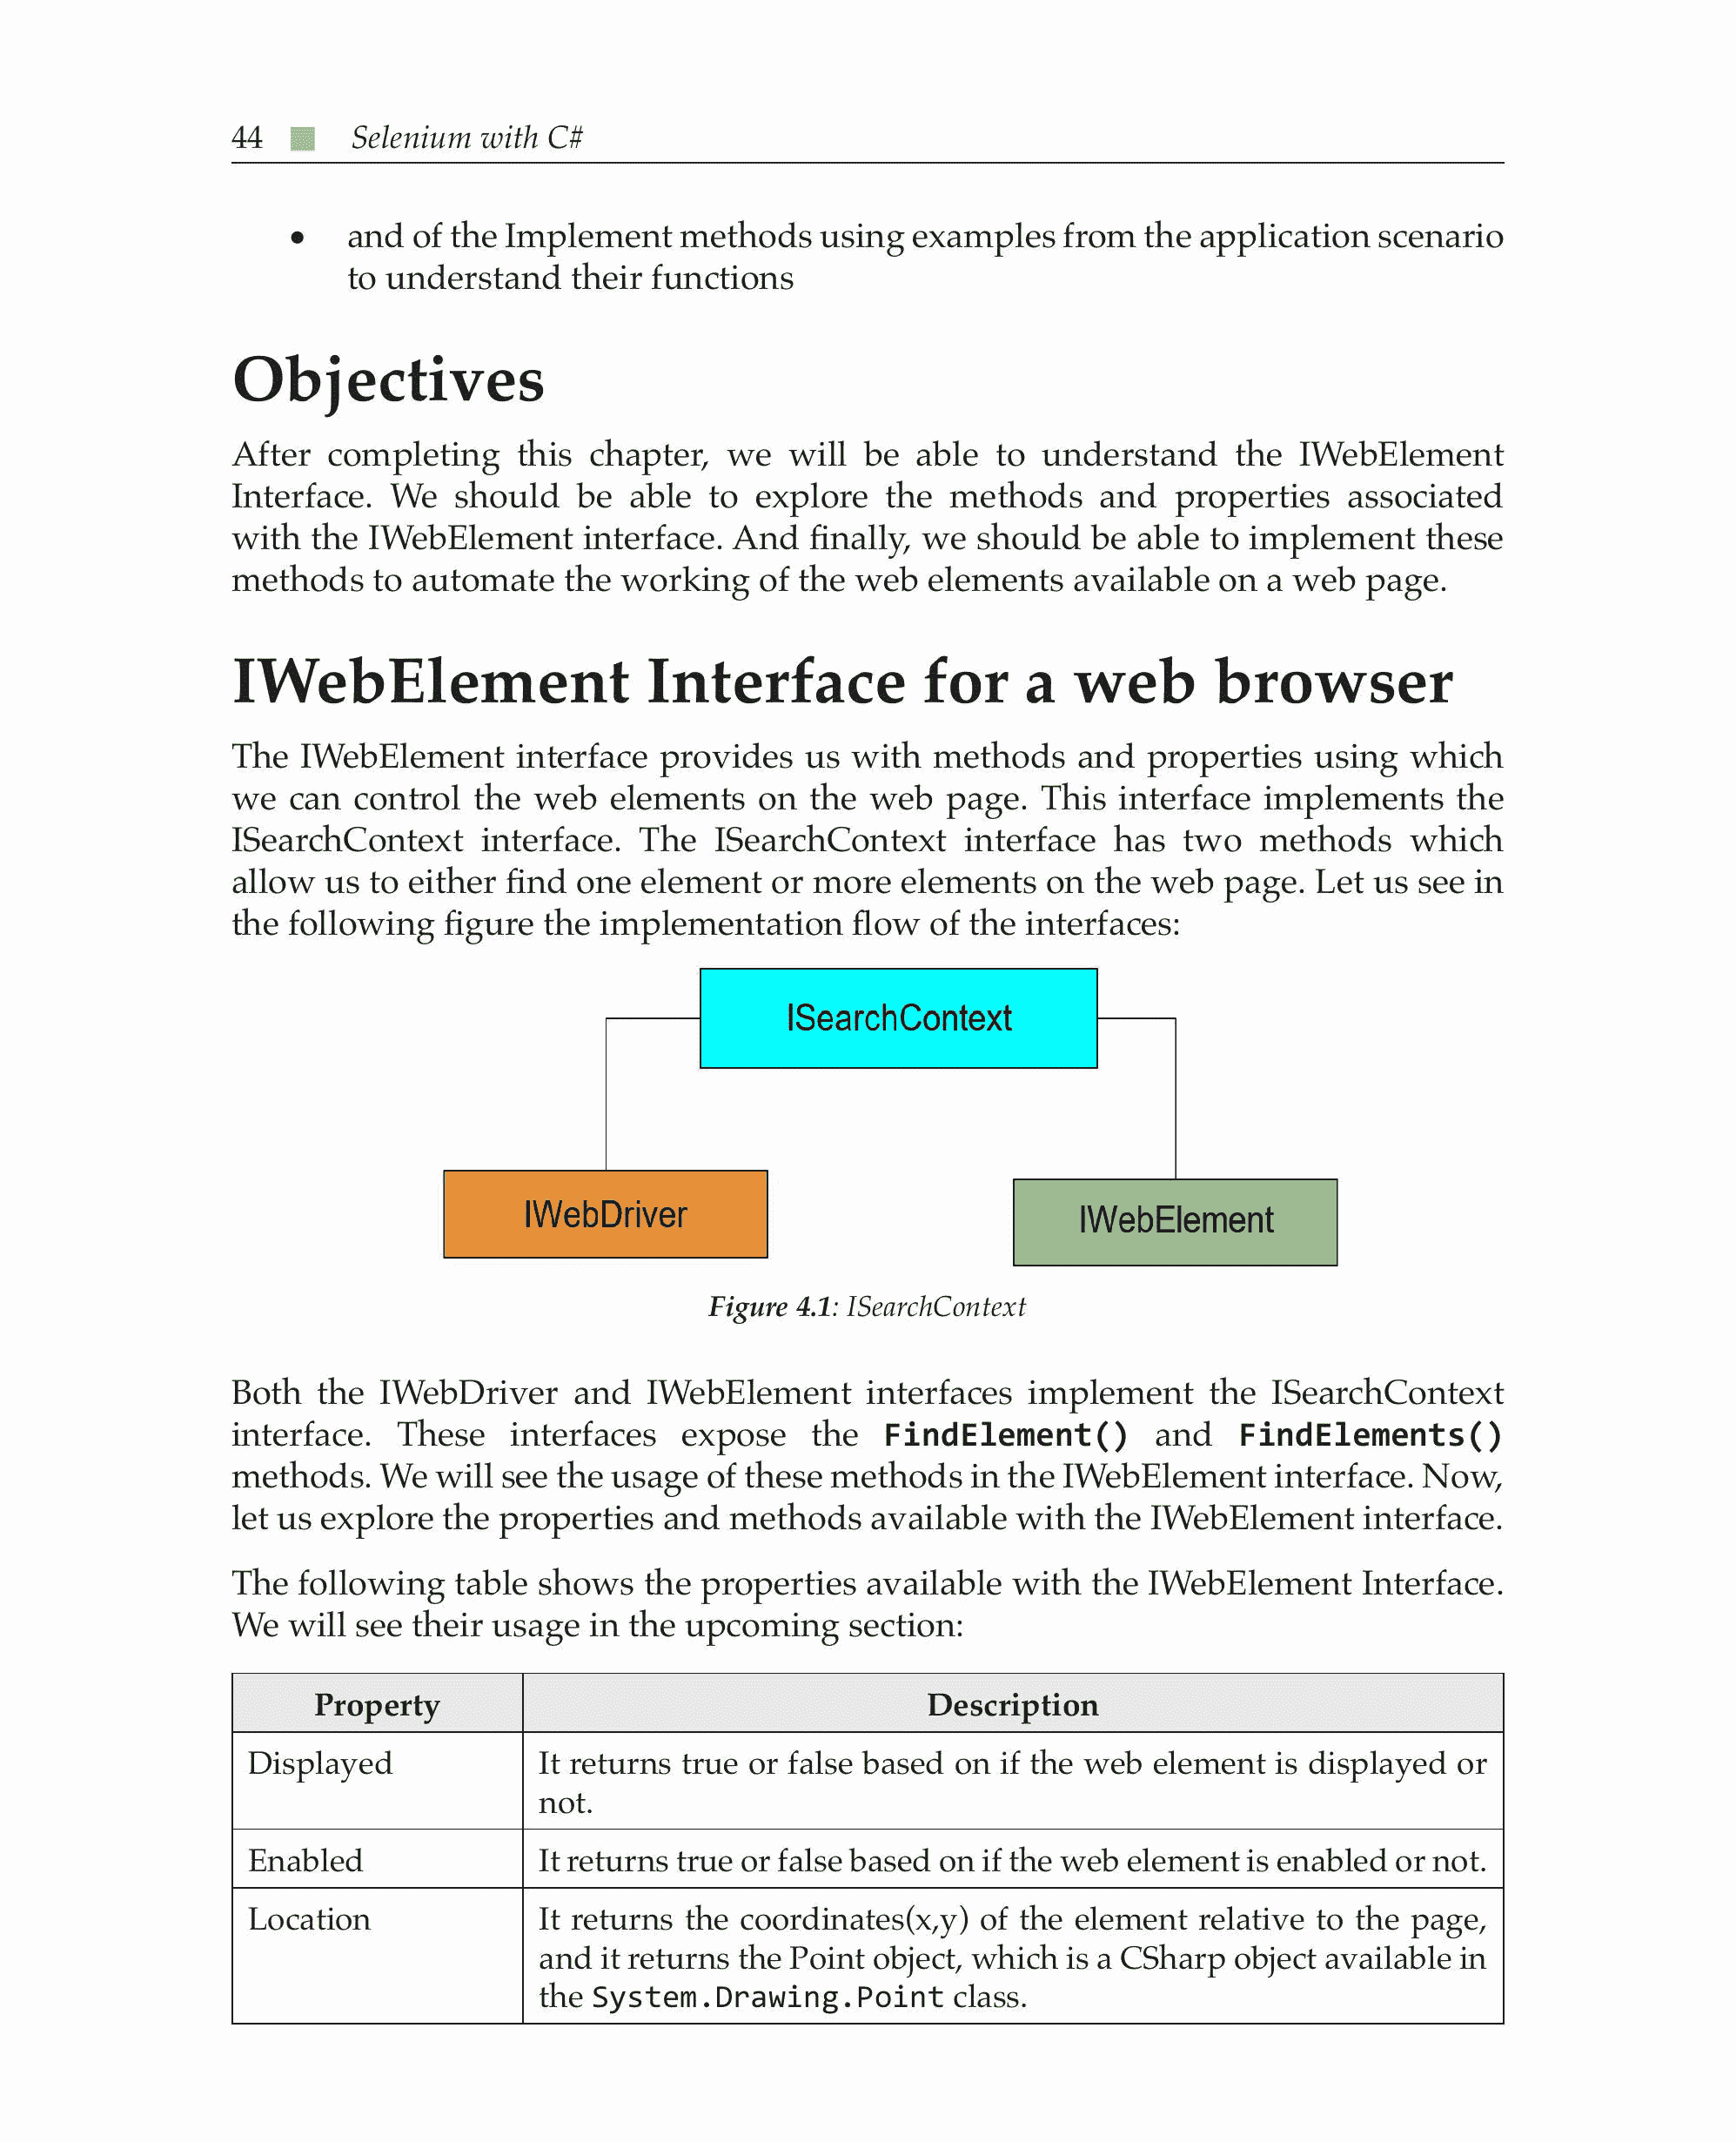 44 Selenium with C#
• and of the Implement methods using examples from the application scenario
to understand their functions
Objectives
After completing this chapter, we will be able to understand the IWebElement
Interface. We should be able to explore the methods and properties associated
with the IWebElement interface. And finally, we should be able to implement these
methods to automate the working of the web elements available on a web page.
IWebElement Interface for a web browser
The IWebElement interface provides us with methods and properties using which
we can control the web elements on the web page. This interface implements the
ISearchContext interface. The ISearchContext interface has two methods which
allow us to either find one element or more elements on the web page. Let us see in
the following figure the implementation flow of the interfaces:
ISearchContext
IWebDriver
IWebElement
Figure 4.1: ISearchContext
Both the IWebDriver and IWebElement interfaces implement the ISearchContext
interface. These interfaces expose the FindElement() and FindElements()
methods. We will see the usage of these methods in the IWebElement interface. Now,
let us explore the properties and methods available with the IWebElement interface.
The following table shows the properties available with the IWebElement Interface.
We will see their usage in the upcoming section:
Property Description
Displayed It returns true or false based on if the web element is displayed or
not.
Enabled It returns true or false based on if the web element is enabled or not.
Location It returns the coordinates(x,y) of the element relative to the page,
and it returns the Point object, which is a CSharp object available in
the System.Drawing.Point class.